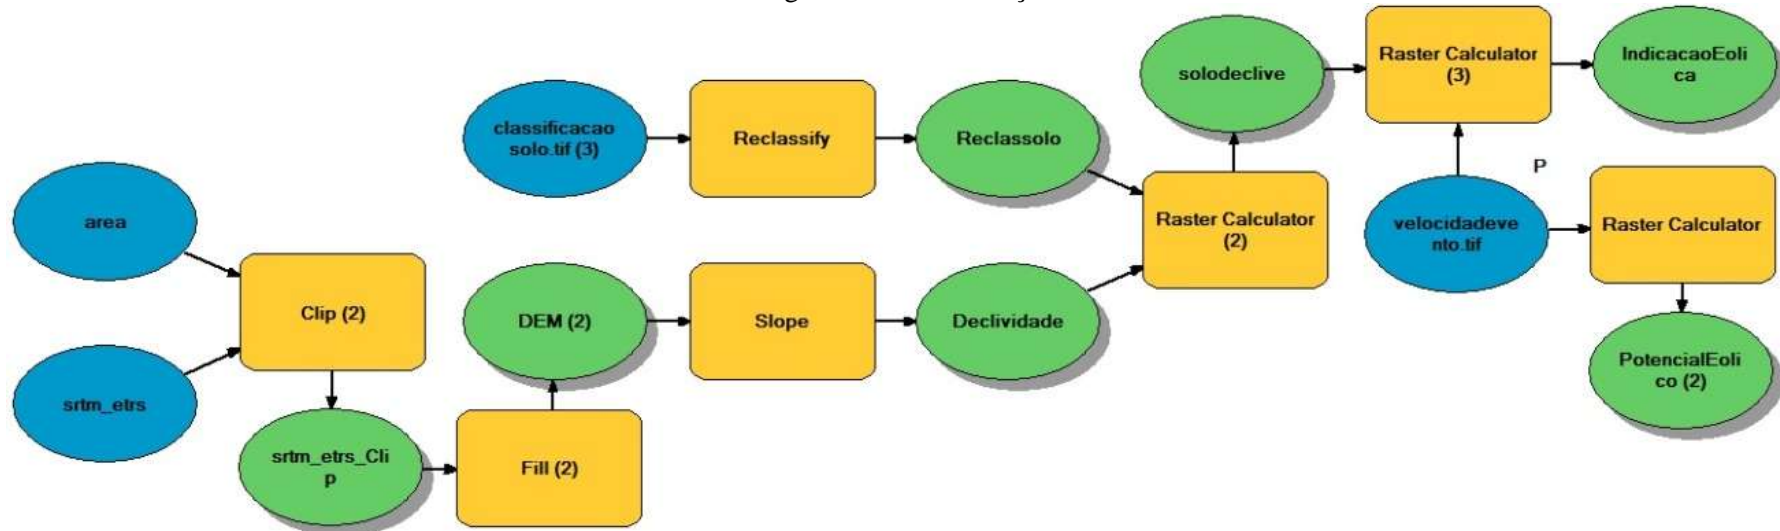 solodeclive
Raster Calculator
(3)
IndicacaoEoli
ca
classificacao
solo.tif (3)
Reclassify
Reclassolo
P
area
Raster Calculator
(2)
velocidadeve
nto.tif
Raster Calculator
Clip (2)
DEM (2)
Slope
Declividade
PotencialEoli
co (2)
srtm_etrs
srtm_etrs_Cli
p
Fill (2)